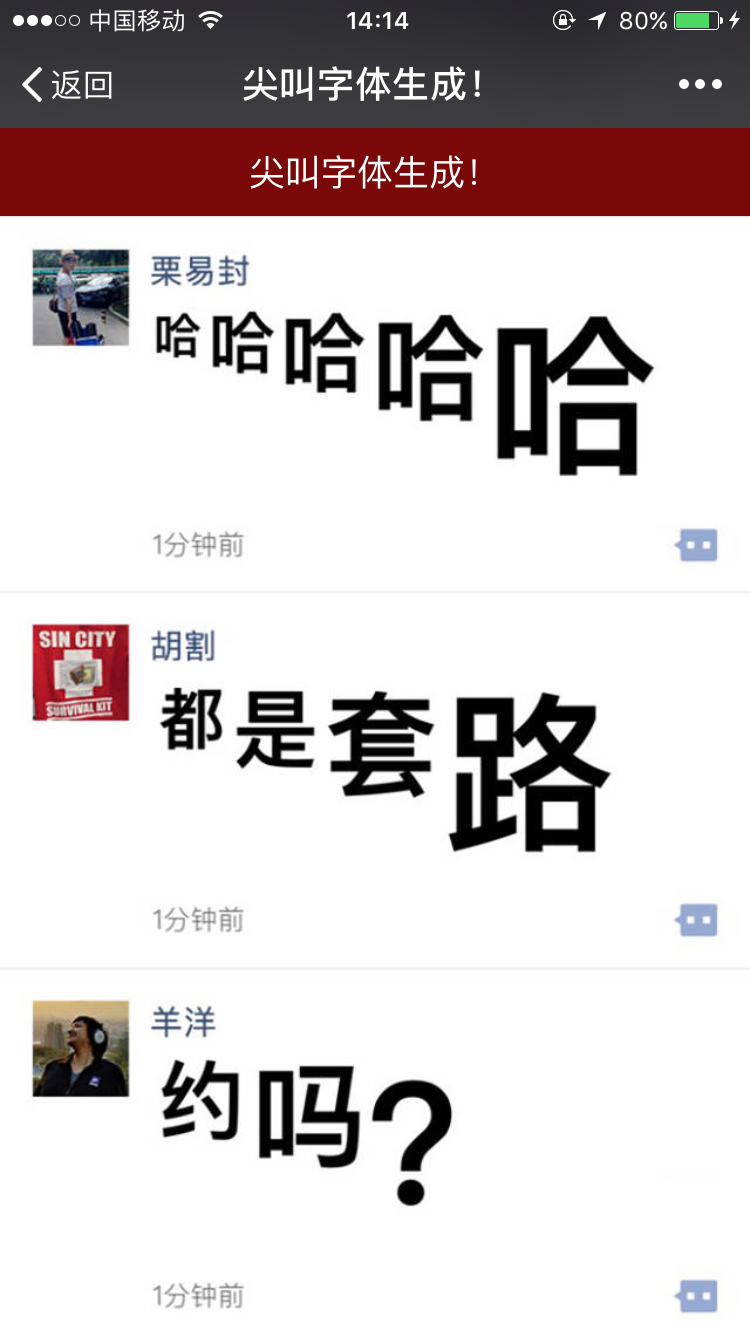 中国移动 14:14 80%
返回 尖叫字体生成！
尖叫字体生成！
栗易封
哈哈哈哈哈
1分钟前
SIN CITY
SURVIVAL KIT
胡割
都是套路
1分钟前
羊洋
约吗？
1分钟前